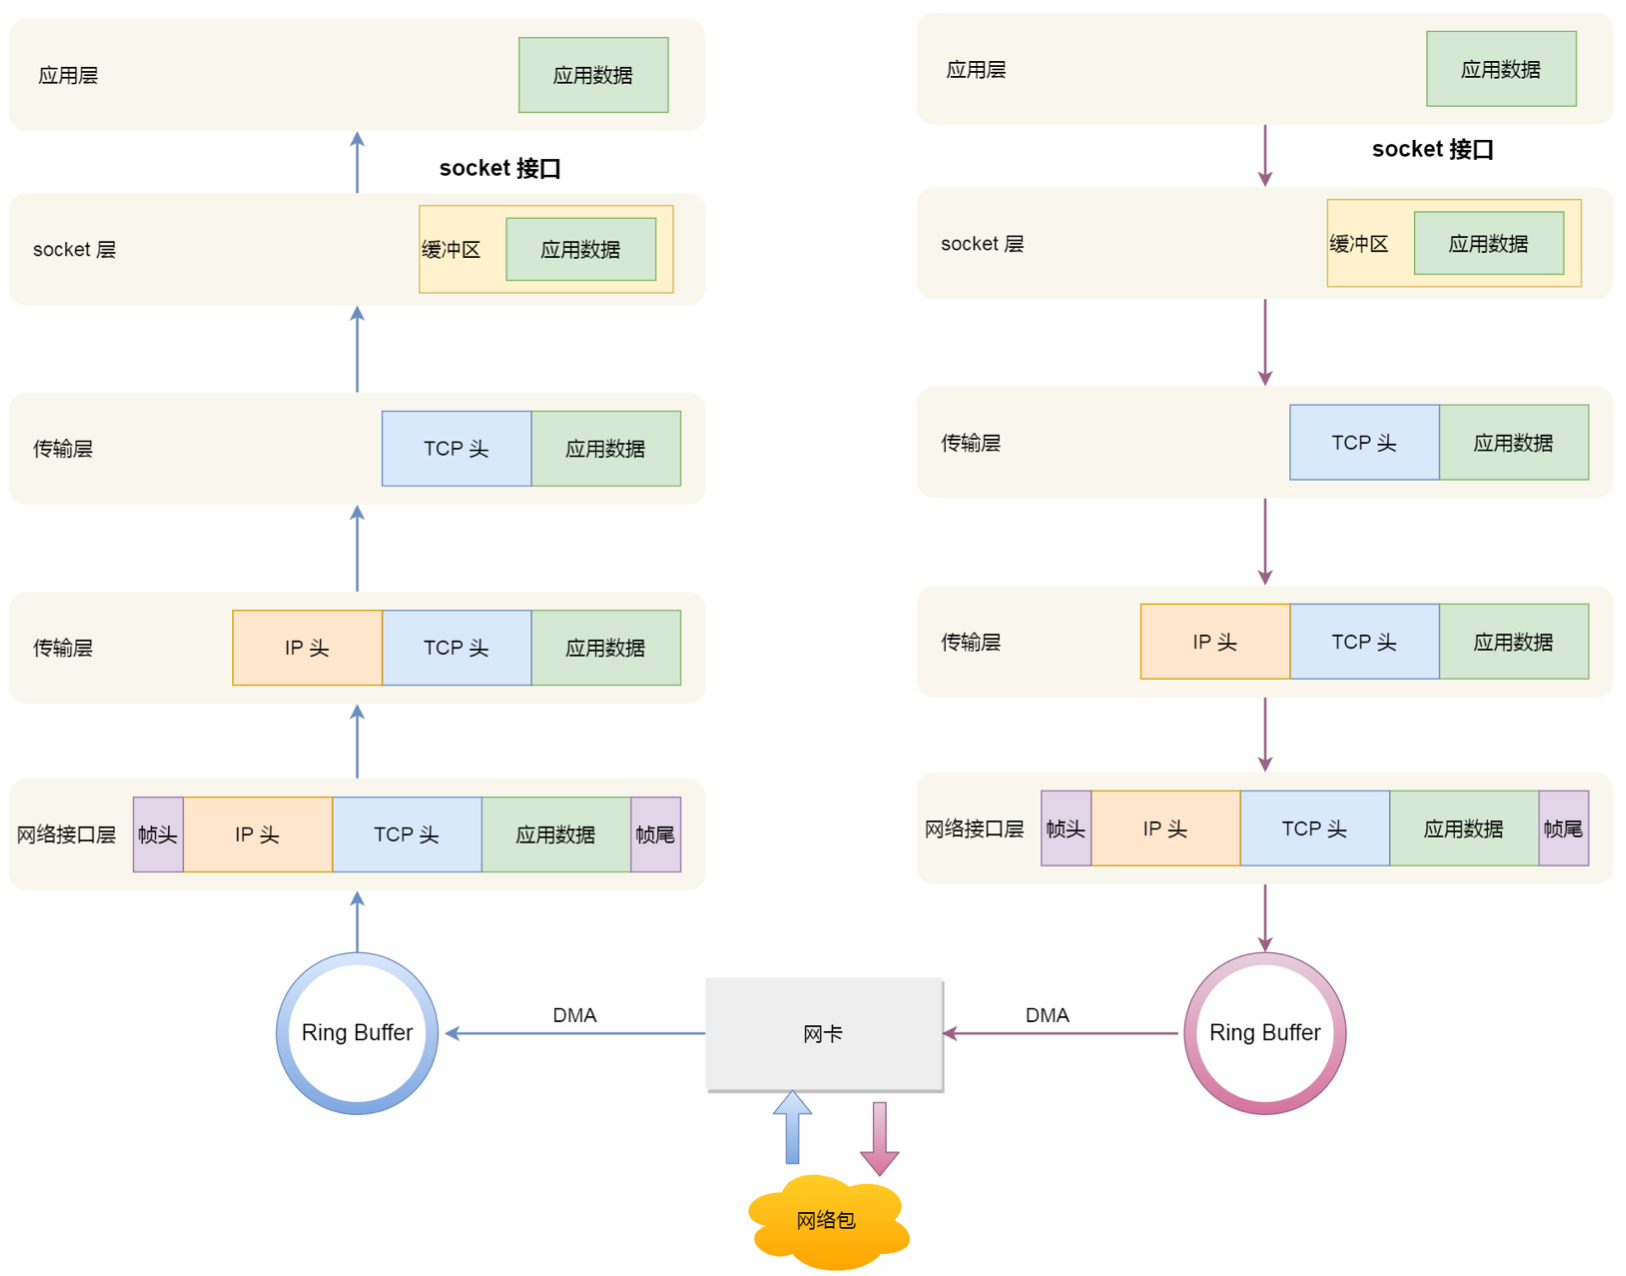 应用层
应用数据
socket 接口
socket 层
缓冲区
应用数据
传输层
TCP 头
应用数据
传输层
IP 头
TCP 头
应用数据
网络接口层
帧头
IP 头
TCP 头
应用数据
帧尾
Ring Buffer
DMA
网卡
网络包
应用层
应用数据
socket 接口
socket 层
缓冲区
应用数据
传输层
TCP 头
应用数据
传输层
IP 头
TCP 头
应用数据
网络接口层
帧头
IP 头
TCP 头
应用数据
帧尾
DMA
Ring Buffer